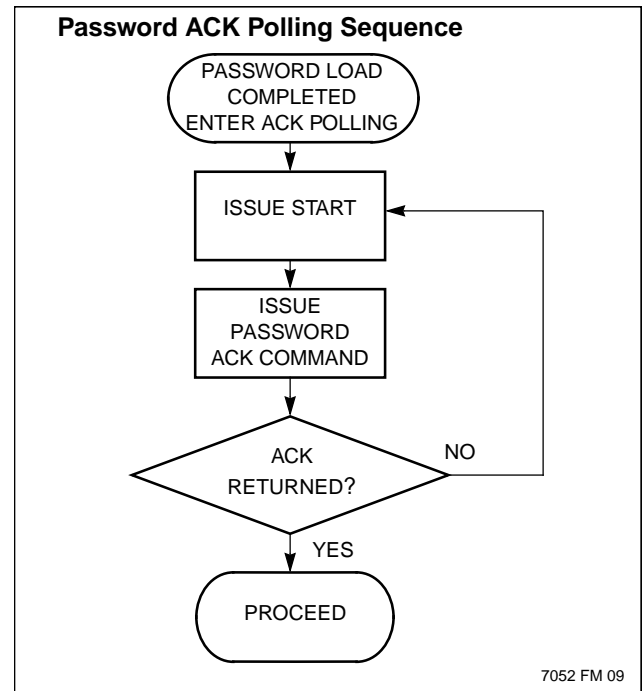 Password ACK Polling Sequence
PASSWORD LOAD
COMPLETED
ENTER ACK POLLING
ISSUE START
ISSUE
PASSWORD
ACK COMMAND
ACK
RETURNED?
NO
YES
PROCEED
7052 FM 09